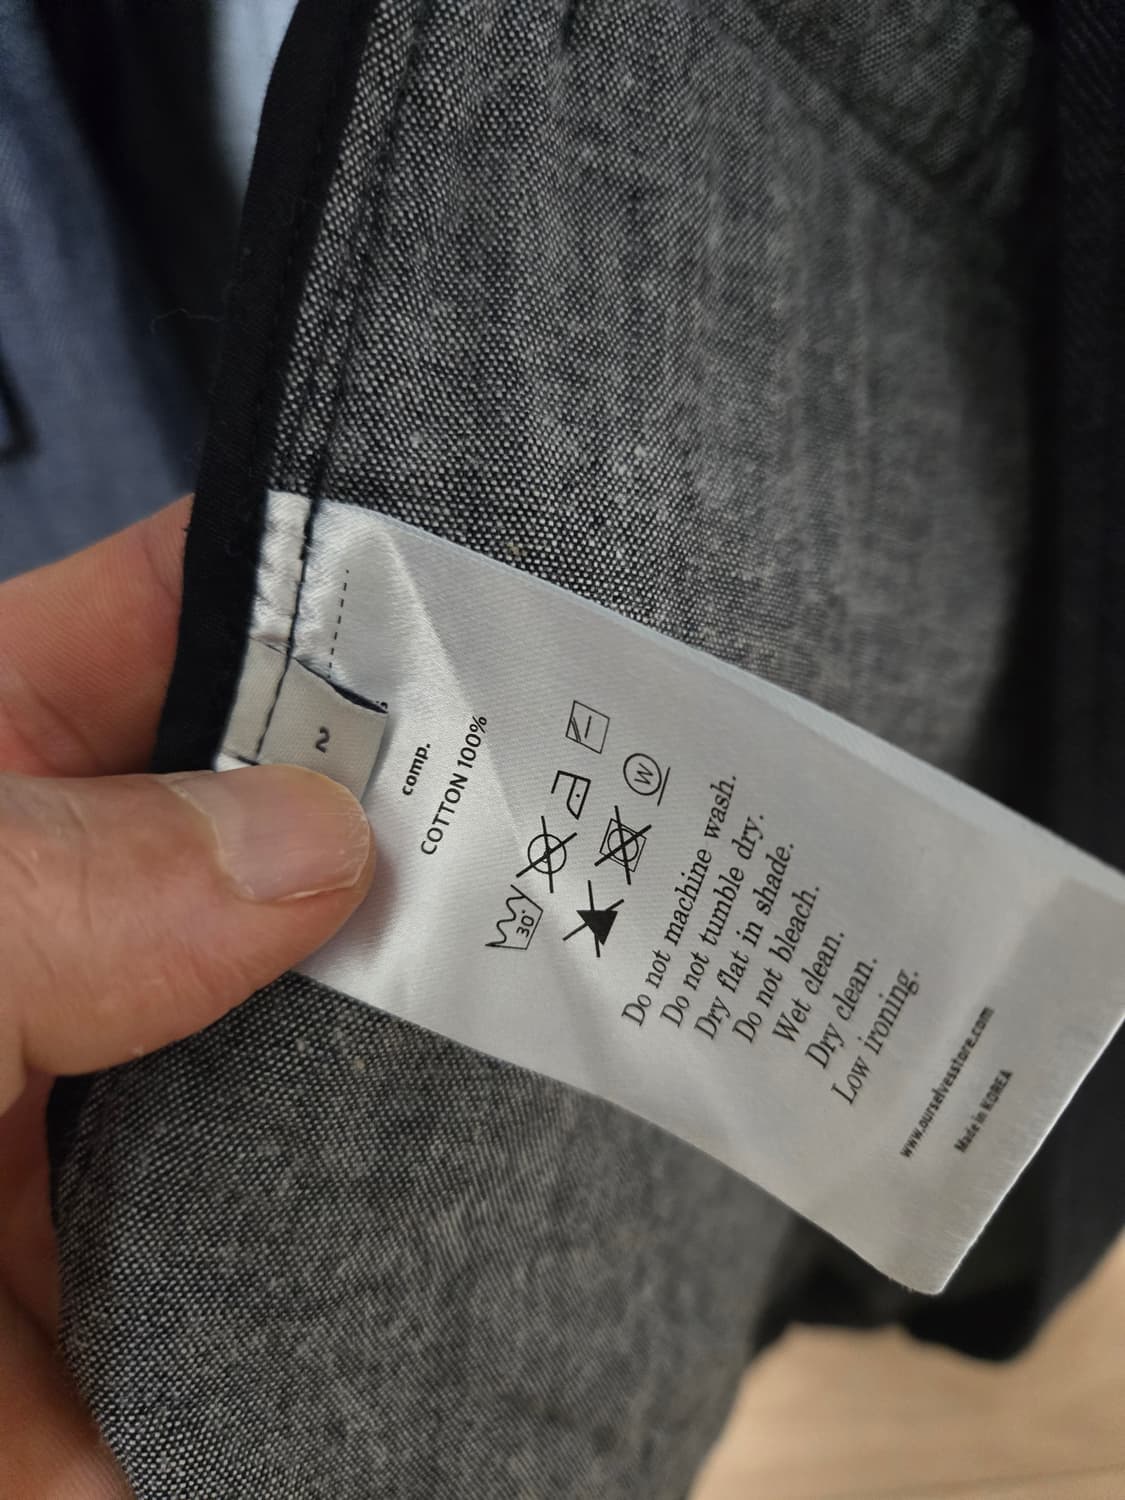 2
comp.
COTTON 100%
30°
W
Do not machine wash.
Do not tumble dry.
Dry flat in shade.
Do not bleach.
Wet clean.
Dry clean.
Low ironing.
www.ourselvesstore.com
Made in KOREA